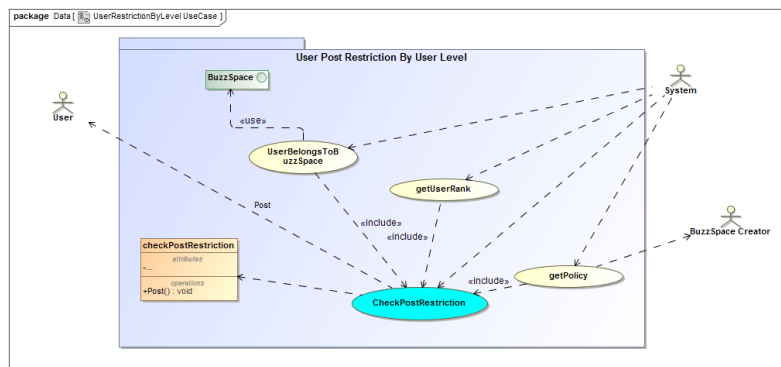 package Data [ UserRestrictionByLevel UseCase ]
User Post Restriction By User Level
BuzzSpace
System
User
«use»
UserBelongsToB
uzzSpace
getUserRank
Post
BuzzSpace Creator
«include»
«include»
checkPostRestriction
attributes
-...
operations
+Post() : void
getPolicy
«include»
CheckPostRestriction